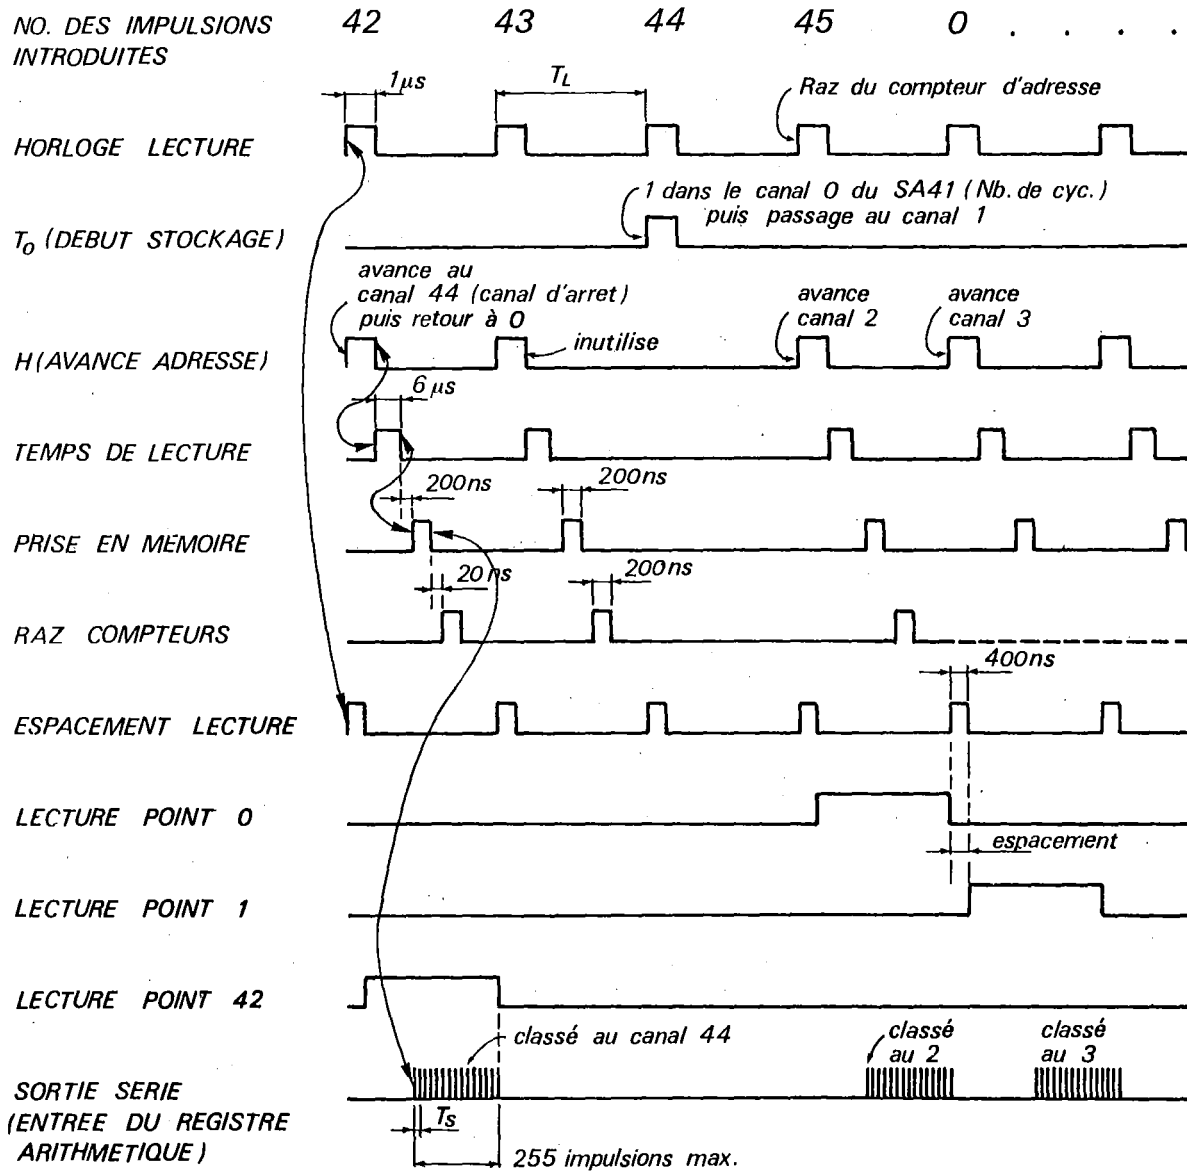 NO. DES IMPULSIONS
INTRODUITES
42 43 44 45 0 . . . .
1μs
T_L
Raz du compteur d'adresse
HORLOGE LECTURE
1 dans le canal 0 du SA41 (Nb. de cyc.)
puis passage au canal 1
T_0 (DEBUT STOCKAGE)
avance au
canal 44 (canal d'arret)
puis retour à 0
avance
canal 2
avance
canal 3
inutilise
H (AVANCE ADRESSE)
6 μs
TEMPS DE LECTURE
200ns
200ns
PRISE EN MEMOIRE
20ns
200ns
RAZ COMPTEURS
400ns
ESPACEMENT LECTURE
LECTURE POINT 0
espacement
LECTURE POINT 1
LECTURE POINT 42
classé au canal 44
classé
au 2
classé
au 3
SORTIE SERIE
(ENTREE DU REGISTRE
ARITHMETIQUE)
T_S
255 impulsions max.